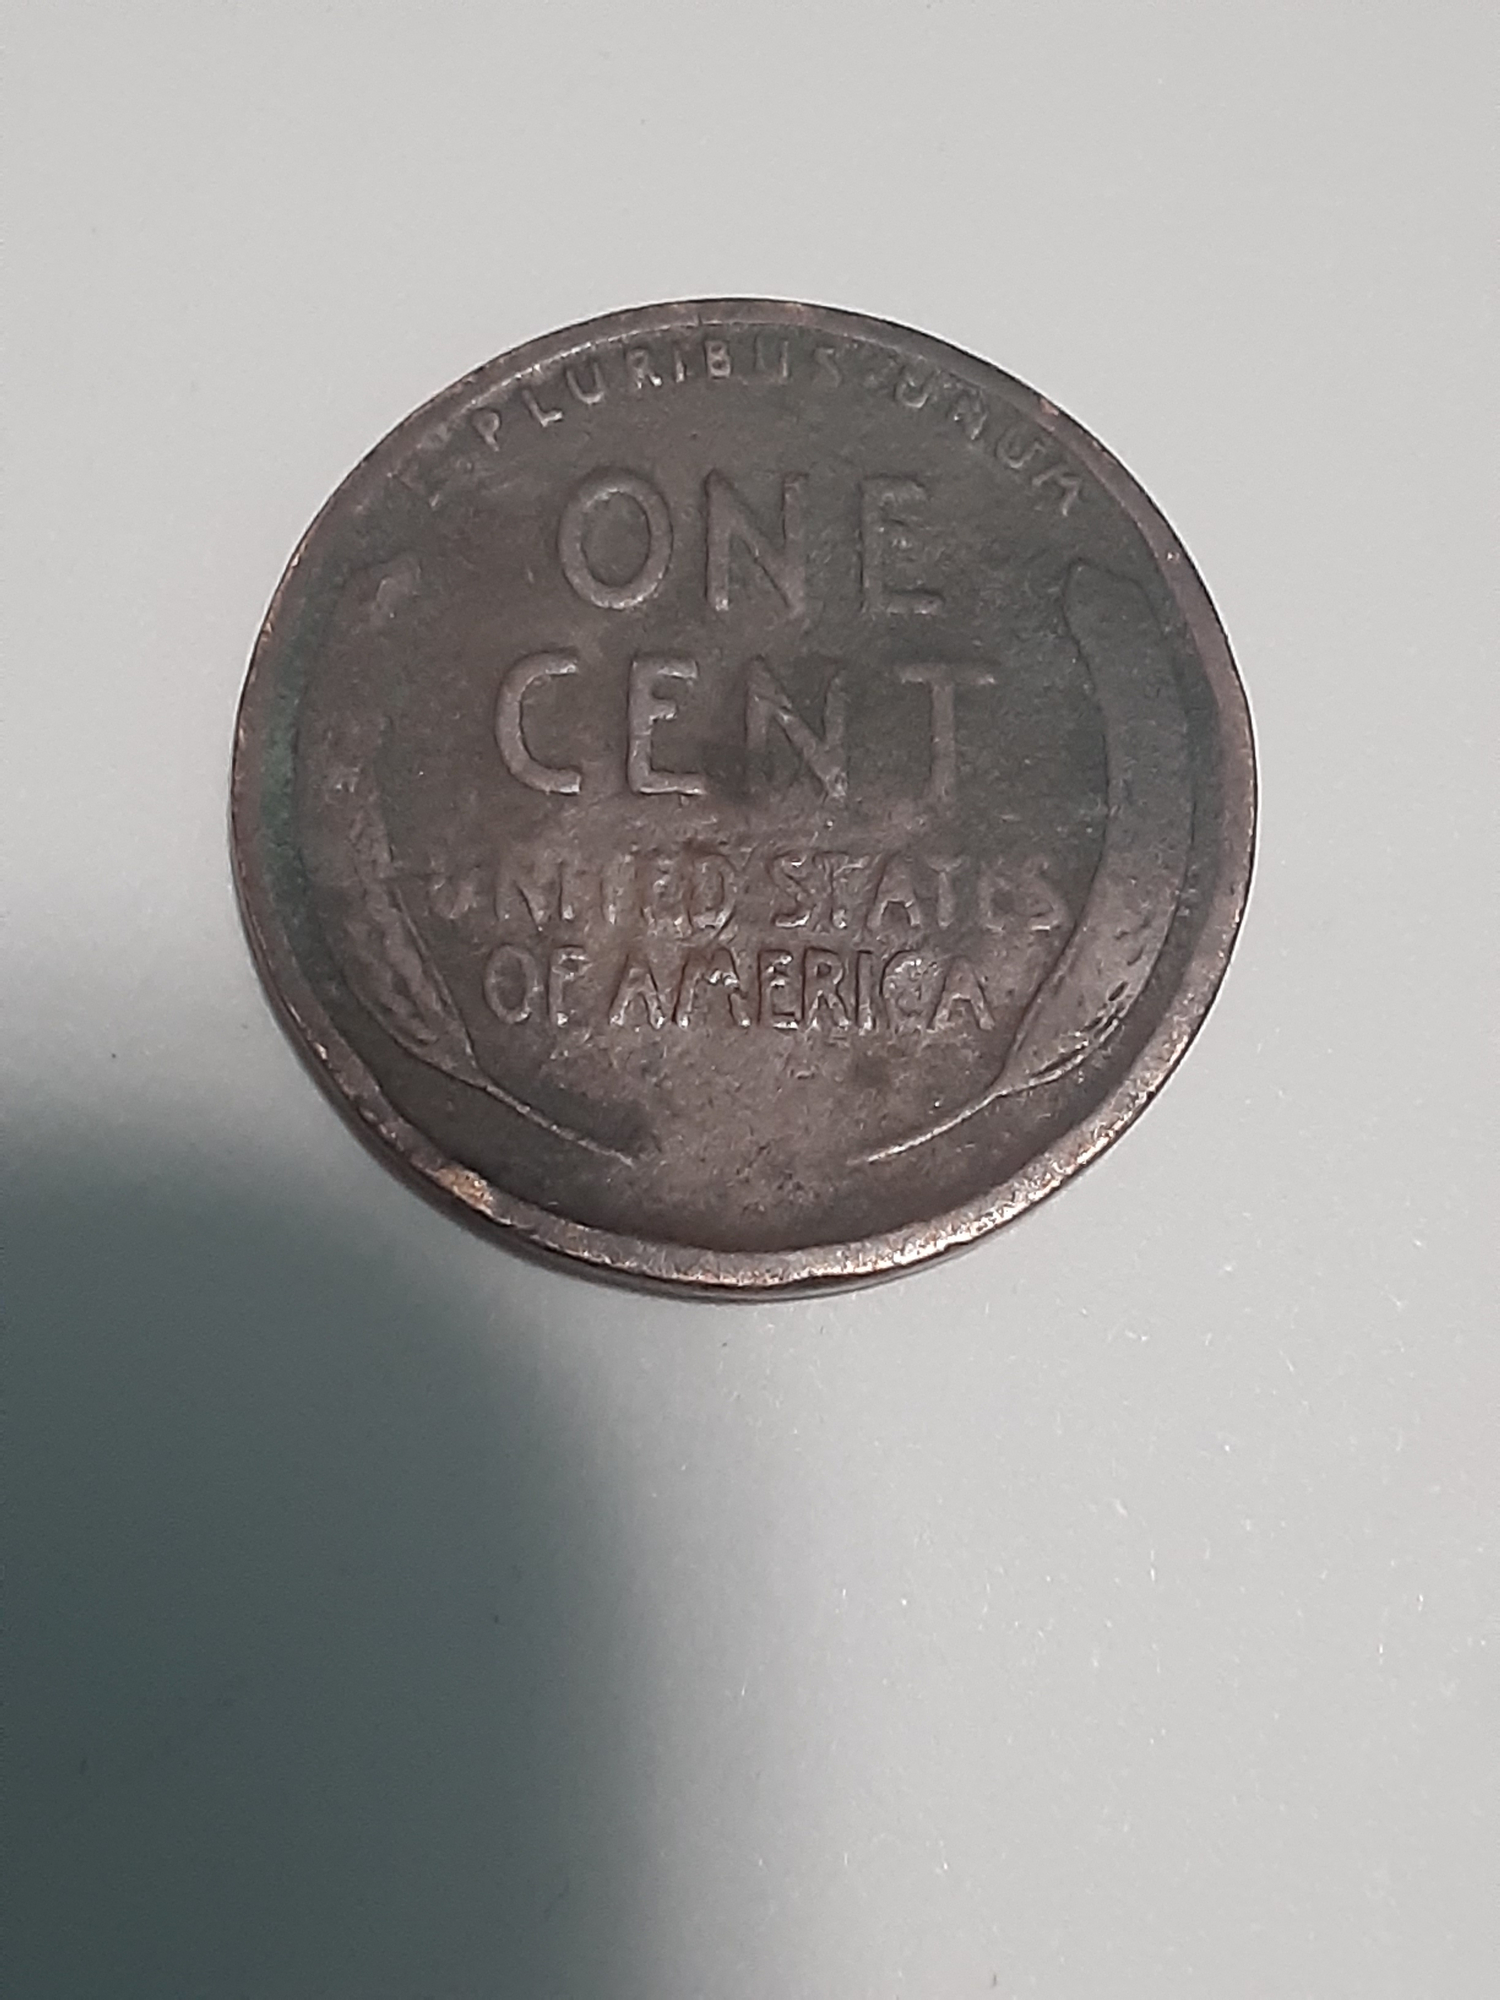 E·PLURIBUS·UNUM
ONE
CENT
UNITED STATES
OF AMERICA